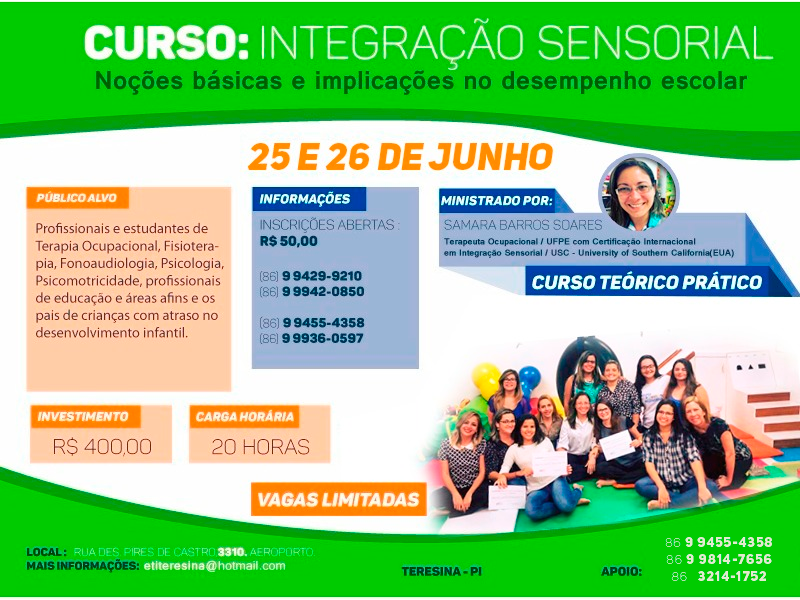 CURSO: INTEGRAÇÃO SENSORIAL
Noções básicas e implicações no desempenho escolar
25 E 26 DE JUNHO
PÚBLICO ALVO
Profissionais e estudantes de
Terapia Ocupacional, Fisiotera-
pia, Fonoaudiologia, Psicologia,
Psicomotricidade, profissionais
de educação e áreas afins e os
pais de crianças com atraso no
desenvolvimento infantil.
INFORMAÇÕES
INSCRIÇÕES ABERTAS :
R$ 50,00
(86) 9 9429-9210
(86) 9 9942-0850
(86) 9 9455-4358
(86) 9 9936-0597
MINISTRADO POR:
SAMARA BARROS SOARES
Terapeuta Ocupacional / UFPE com Certificação Internacional
em Integração Sensorial / USC - University of Southern California(EUA)
CURSO TEÓRICO PRÁTICO
INVESTIMENTO
R$ 400,00
CARGA HORÁRIA
20 HORAS
VAGAS LIMITADAS
LOCAL: RUA DES. PIRES DE CASTRO,3310. AEROPORTO
MAIS INFORMAÇÕES: etiteresina@hotmail.com
TERESINA - PI
APOIO:
86 9 9455-4358
86 9 9814-7656
86 3214-1752